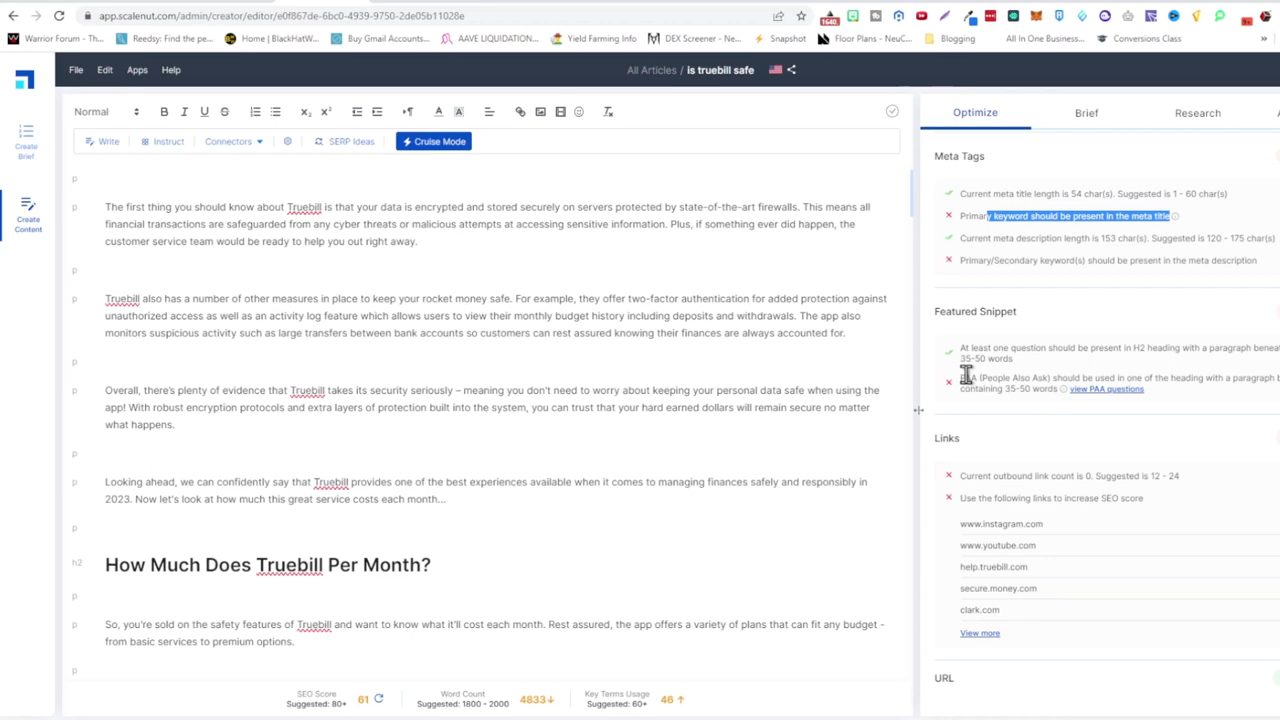 app.scalenut.com/admin/creator/editor/e0f867de-6bc0-4939-9750-2de05b11028e
1640
Warrior Forum - Th...
Reedsy: Find the pe...
Home | BlackHatW...
Buy Gmail Accounts...
AAVE LIQUIDATION...
Yield Farming Info
DEX Screener - Ne...
Snapshot
Floor Plans - NeuC...
Blogging
All In One Business...
Conversions Class
File Edit Apps Help
All Articles / is truebill safe
Create Brief
Create Content
Normal
Write Instruct Connectors SERP Ideas Cruise Mode
p
p
The first thing you should know about Truebill is that your data is encrypted and stored securely on servers protected by state-of-the-art firewalls. This means all
financial transactions are safeguarded from any cyber threats or malicious attempts at accessing sensitive information. Plus, if something ever did happen, the
customer service team would be ready to help you out right away.
p
p
Truebill also has a number of other measures in place to keep your rocket money safe. For example, they offer two-factor authentication for added protection against
unauthorized access as well as an activity log feature which allows users to view their monthly budget history including deposits and withdrawals. The app also
monitors suspicious activity such as large transfers between bank accounts so customers can rest assured knowing their finances are always accounted for.
p
p
Overall, there's plenty of evidence that Truebill takes its security seriously – meaning you don't need to worry about keeping your personal data safe when using the
app! With robust encryption protocols and extra layers of protection built into the system, you can trust that your hard earned dollars will remain secure no matter
what happens.
p
p
Looking ahead, we can confidently say that Truebill provides one of the best experiences available when it comes to managing finances safely and responsibly in
2023. Now let's look at how much this great service costs each month...
p
h2
How Much Does Truebill Per Month?
p
p
So, you're sold on the safety features of Truebill and want to know what it'll cost each month. Rest assured, the app offers a variety of plans that can fit any budget -
from basic services to premium options.
p
SEO Score
Suggested: 80+
61
Word Count
Suggested: 1800 - 2000
4833↓
Key Terms Usage
Suggested: 60+
46 ↑
Optimize Brief Research
Meta Tags
Current meta title length is 54 char(s). Suggested is 1 - 60 char(s)
Primary keyword should be present in the meta title
Current meta description length is 153 char(s). Suggested is 120 - 175 char(s)
Primary/Secondary keyword(s) should be present in the meta description
Featured Snippet
At least one question should be present in H2 heading with a paragraph
35-50 words
(People Also Ask) should be used in one of the heading with a paragraph
containing 35-50 words view PAA questions
Links
Current outbound link count is 0. Suggested is 12 - 24
Use the following links to increase SEO score
www.instagram.com
www.youtube.com
help.truebill.com
secure.money.com
clark.com
View more
URL